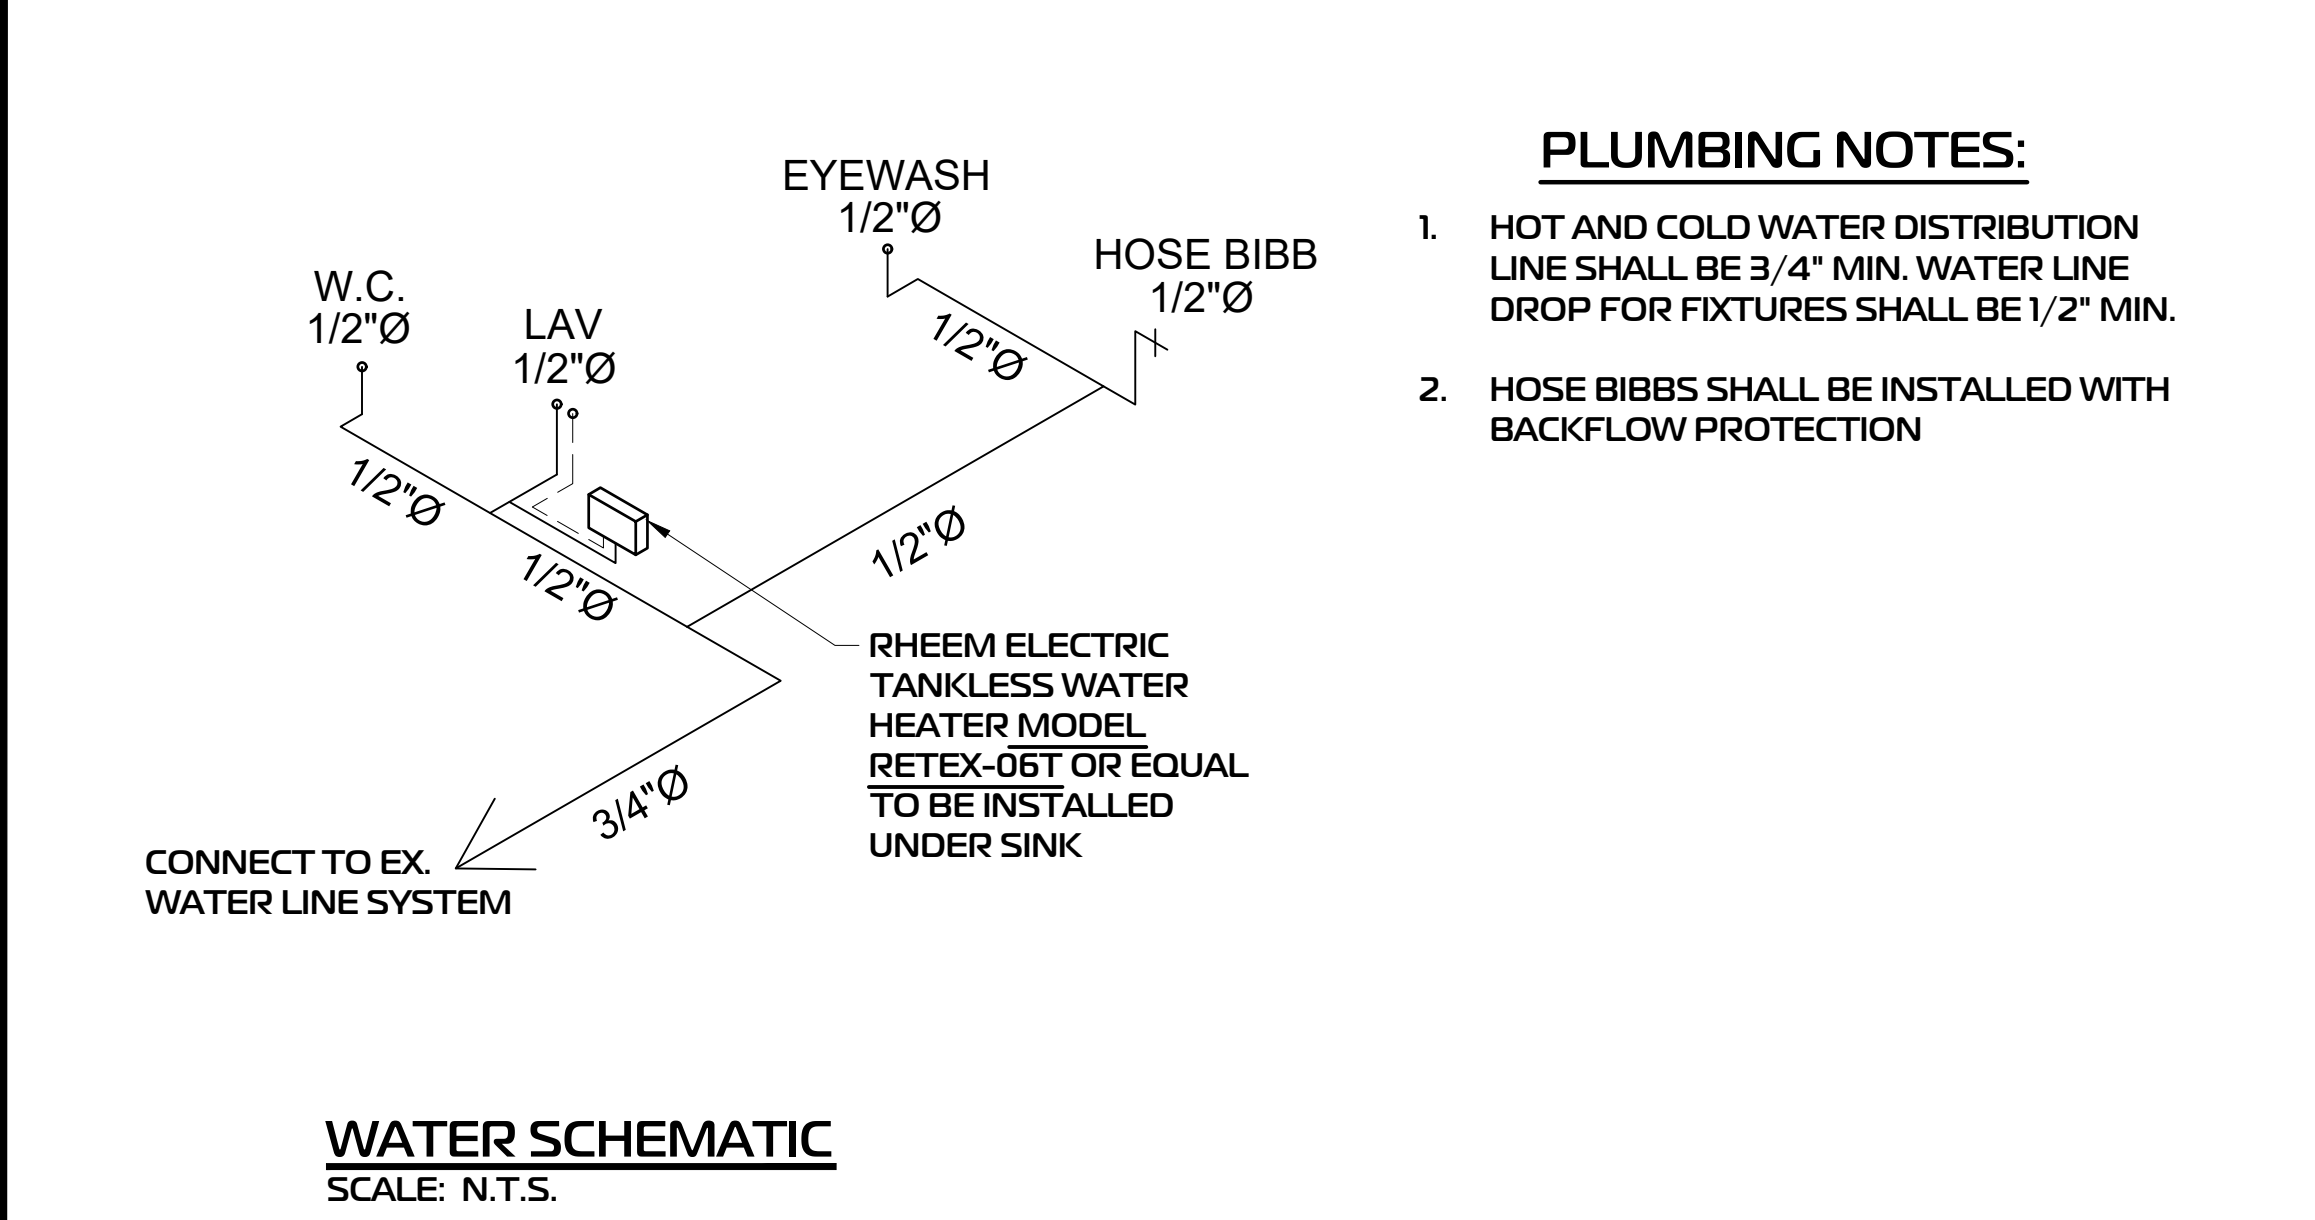 EYEWASH
1/2"Ø
HOSE BIBB
1/2"Ø
W.C.
1/2"Ø
LAV
1/2"Ø
1/2"Ø
1/2"Ø
1/2"Ø
1/2"Ø
RHEEM ELECTRIC
TANKLESS WATER
HEATER MODEL
RETEX-06T OR EQUAL
TO BE INSTALLED
UNDER SINK
3/4"Ø
CONNECT TO EX.
WATER LINE SYSTEM
WATER SCHEMATIC
SCALE: N.T.S.
PLUMBING NOTES:
1. HOT AND COLD WATER DISTRIBUTION
LINE SHALL BE 3/4" MIN. WATER LINE
DROP FOR FIXTURES SHALL BE 1/2" MIN.
2. HOSE BIBBS SHALL BE INSTALLED WITH
BACKFLOW PROTECTION